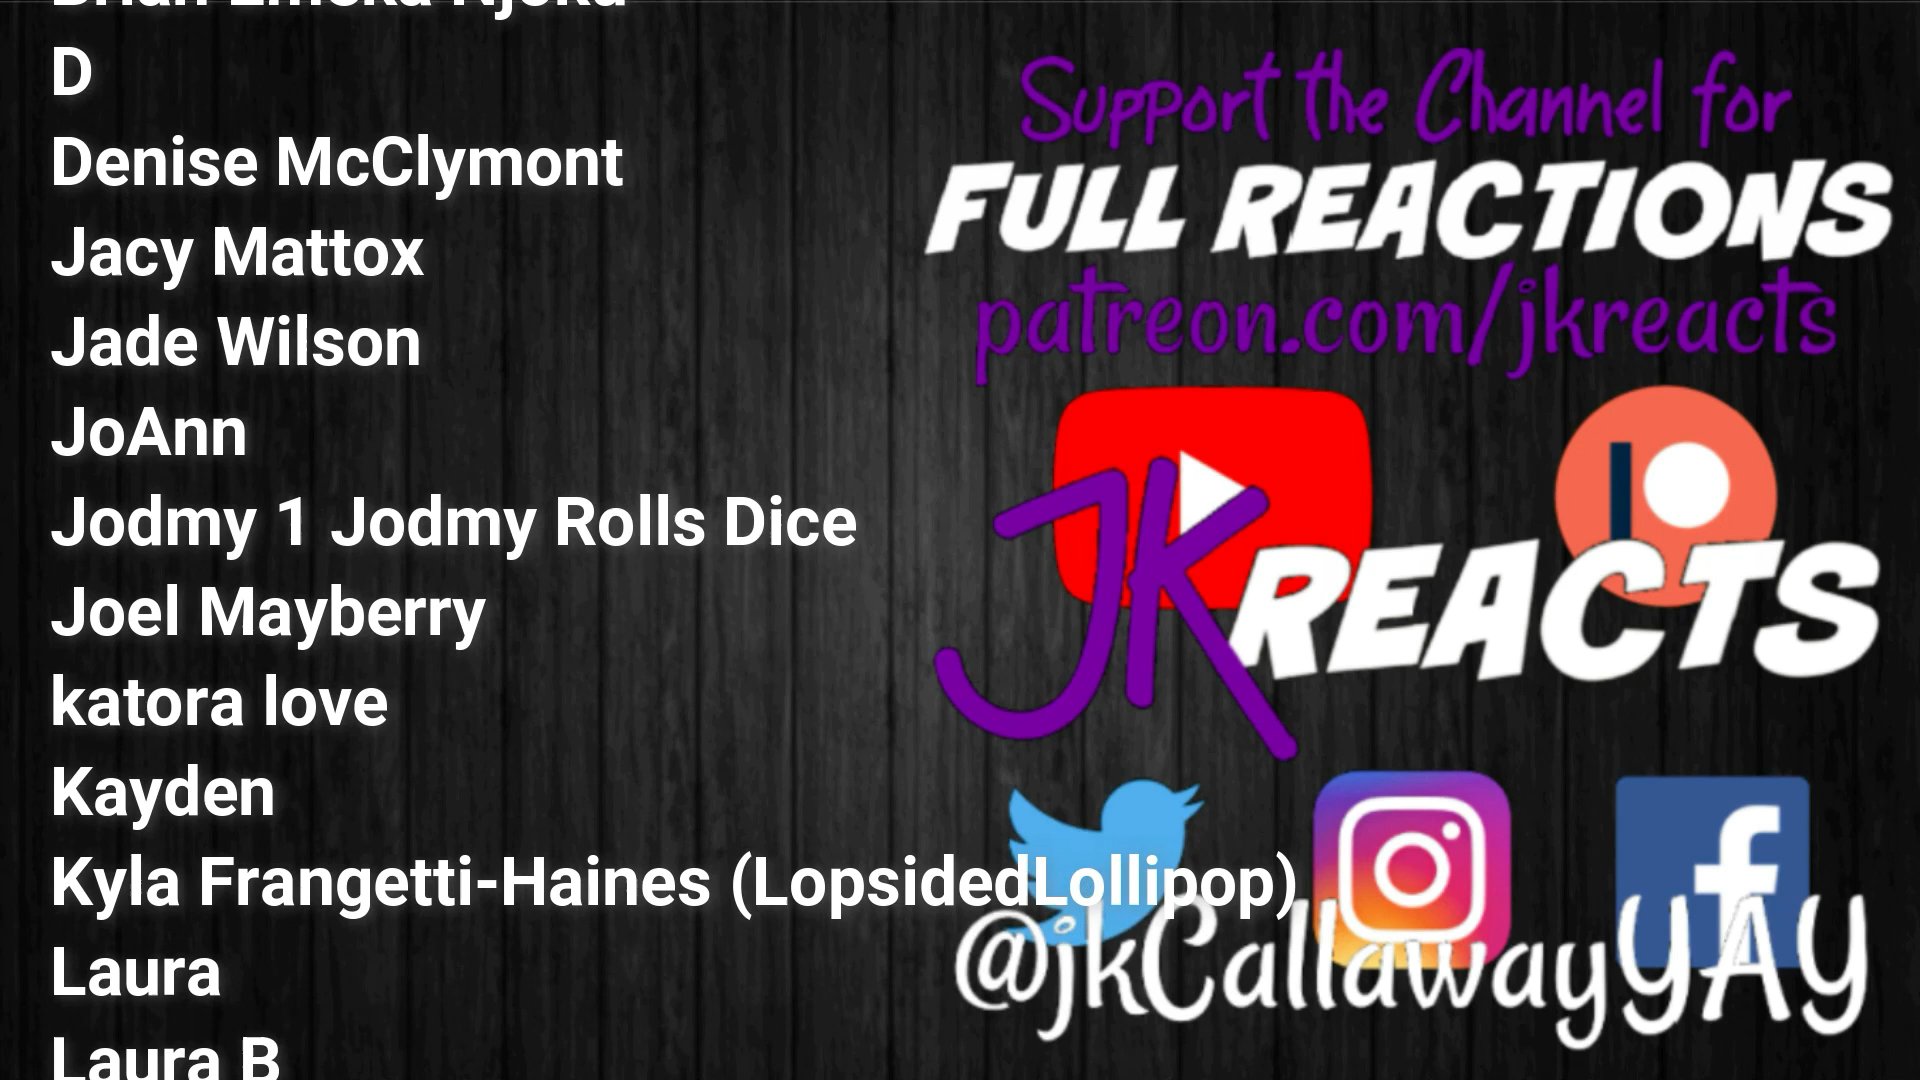 D
Denise McClymont
Jacy Mattox
Jade Wilson
JoAnn
Jodmy 1 Jodmy Rolls Dice
Joel Mayberry
katora love
Kayden
Kyla Frangetti-Haines (LopsidedLollipop)
Laura
Laura B
Support the Channel for
FULL REACTIONS
patreon.com/jkreacts
JK REACTS
@jkCallawayYAY